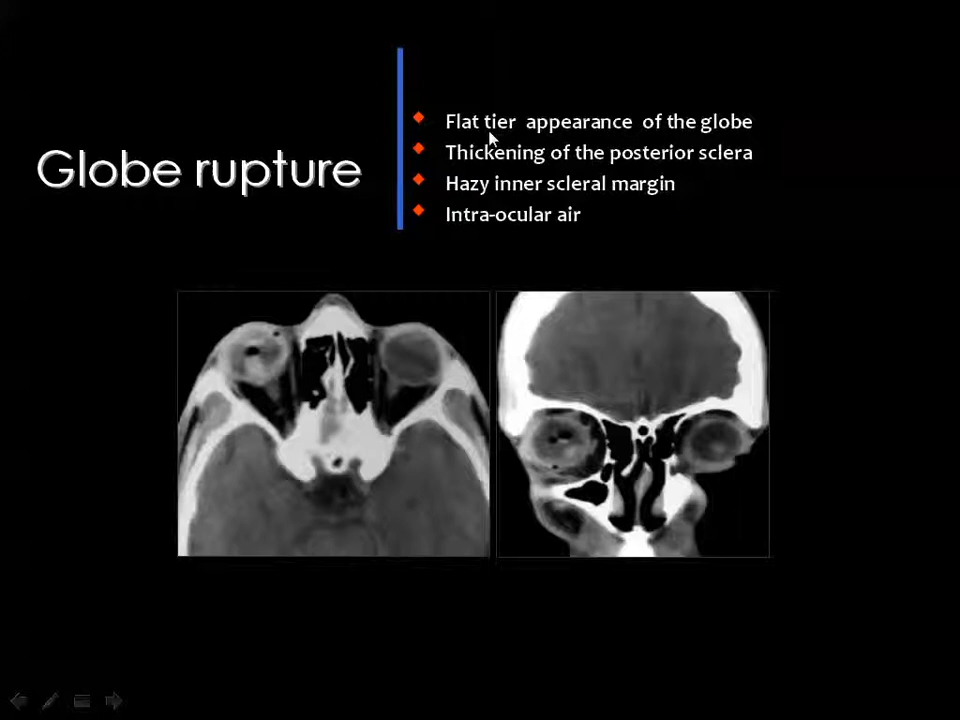 Globe rupture
Flat tier appearance of the globe
Thickening of the posterior sclera
Hazy inner scleral margin
Intra-ocular air